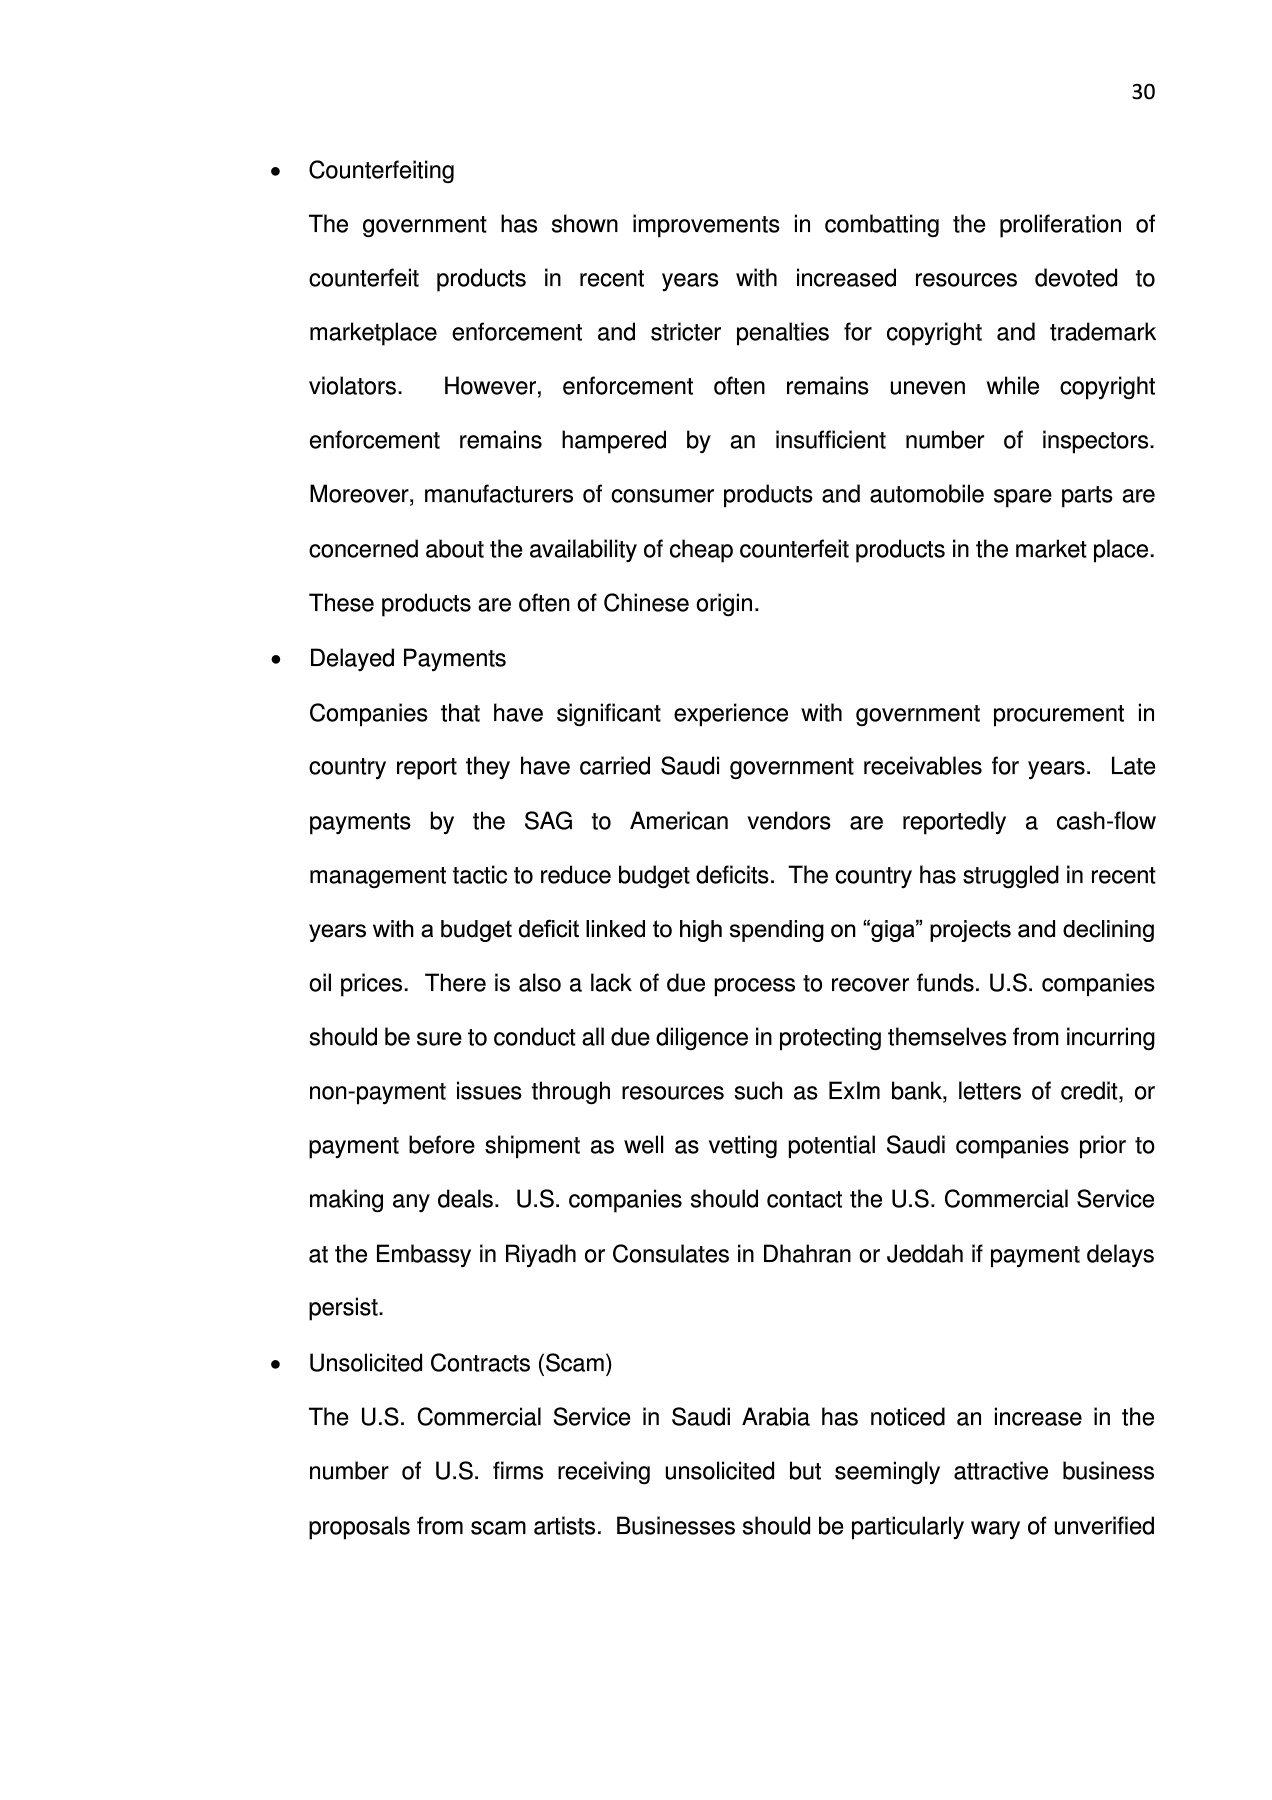 30
• Counterfeiting
The government has shown improvements in combatting the proliferation of
counterfeit products in recent years with increased resources devoted to
marketplace enforcement and stricter penalties for copyright and trademark
violators.  However, enforcement often remains uneven while copyright
enforcement remains hampered by an insufficient number of inspectors.
Moreover, manufacturers of consumer products and automobile spare parts are
concerned about the availability of cheap counterfeit products in the market place.
These products are often of Chinese origin.
• Delayed Payments
Companies that have significant experience with government procurement in
country report they have carried Saudi government receivables for years.  Late
payments by the SAG to American vendors are reportedly a cash-flow
management tactic to reduce budget deficits.  The country has struggled in recent
years with a budget deficit linked to high spending on “giga” projects and declining
oil prices.  There is also a lack of due process to recover funds. U.S. companies
should be sure to conduct all due diligence in protecting themselves from incurring
non-payment issues through resources such as ExIm bank, letters of credit, or
payment before shipment as well as vetting potential Saudi companies prior to
making any deals.  U.S. companies should contact the U.S. Commercial Service
at the Embassy in Riyadh or Consulates in Dhahran or Jeddah if payment delays
persist.
• Unsolicited Contracts (Scam)
The U.S. Commercial Service in Saudi Arabia has noticed an increase in the
number of U.S. firms receiving unsolicited but seemingly attractive business
proposals from scam artists.  Businesses should be particularly wary of unverified